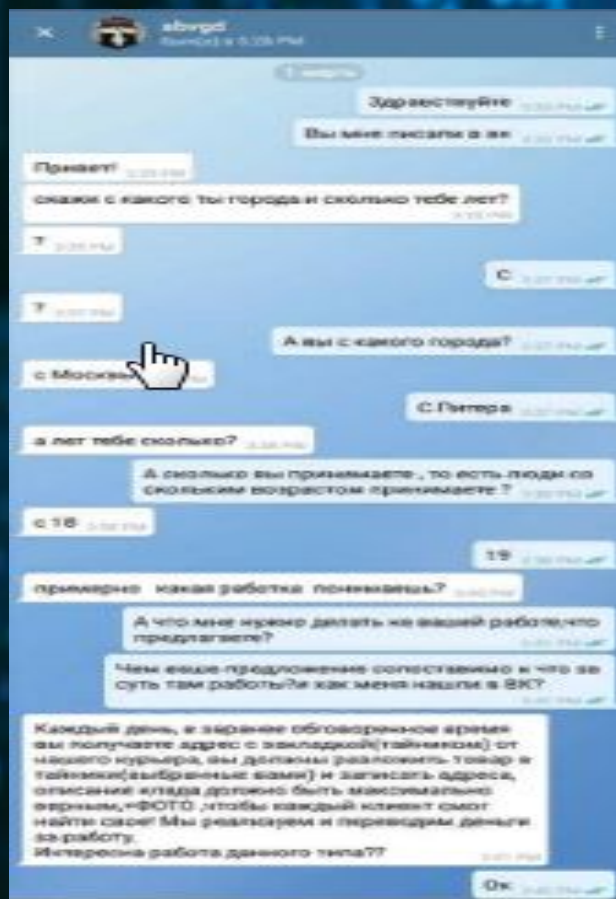 abvgd
Здравствуйте
Вы мне писали в вк
Привет!
скажи с какого ты города и сколько тебе лет?
?
С
?
А вы с какого города?
с Москвы
С Питера
а лет тебе сколько?
А сколько вы принимаете, то есть люди со
скольким возрастом принимаете ?
с 18
19
примерно какая работка понимаешь?
А что мне нужно делать на вашей работе, что
предлагаете?
Чем ваше предложение сопоставимо и что за
суть там работы?и как меня нашли в ВК?
Каждый день, в заранее обговоренное время
вы получаете адрес с закладкой(тайником) от
нашего курьера, вы должны разложить товар в
тайники(выбранные вами) и записать адреса,
описание клада должно быть максимально
верным,+ФОТО ,чтобы каждый клиент смог
найти свое! Мы реализуем и переводим деньги
за работу.
Интересна работа данного типа??
Ок